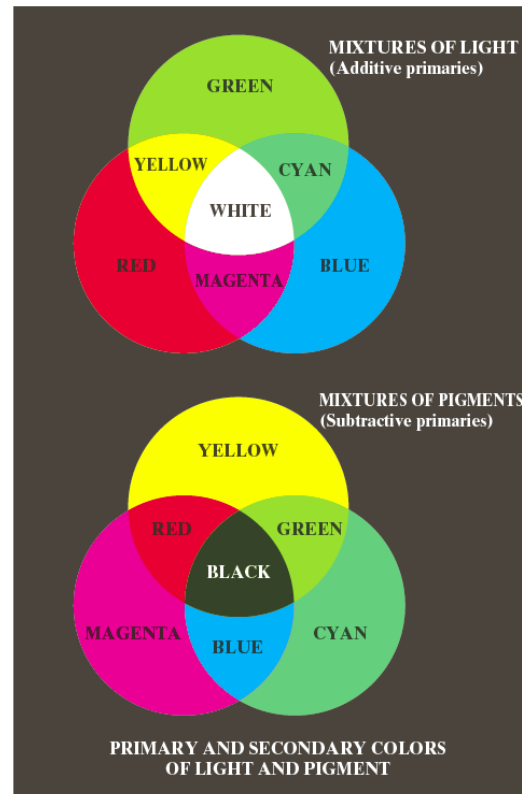 MIXTURES OF LIGHT
(Additive primaries)
GREEN
YELLOW
CYAN
WHITE
RED
BLUE
MAGENTA
MIXTURES OF PIGMENTS
(Subtractive primaries)
YELLOW
RED
GREEN
BLACK
MAGENTA
CYAN
BLUE
PRIMARY AND SECONDARY COLORS
OF LIGHT AND PIGMENT